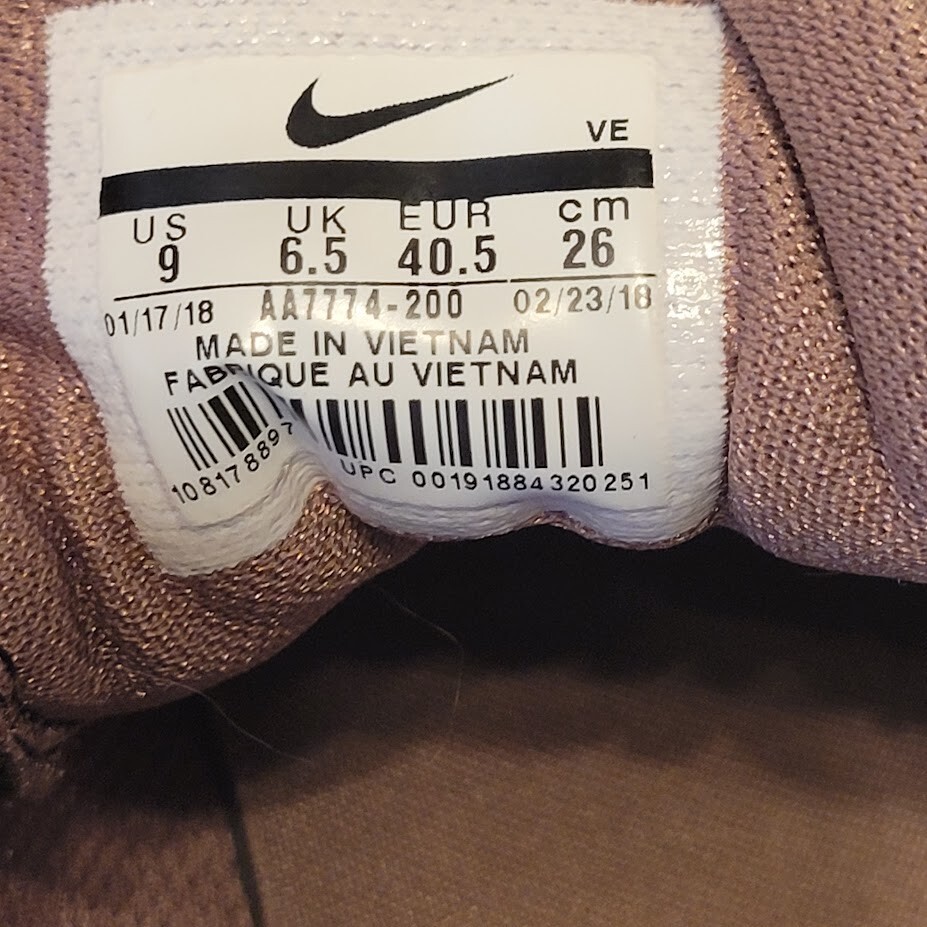 VE
US UK EUR cm
9 6.5 40.5 26
01/17/18 AA7774-200 02/23/18
MADE IN VIETNAM
FABRIQUE AU VIETNAM
1081788897
UPC 00191884320251